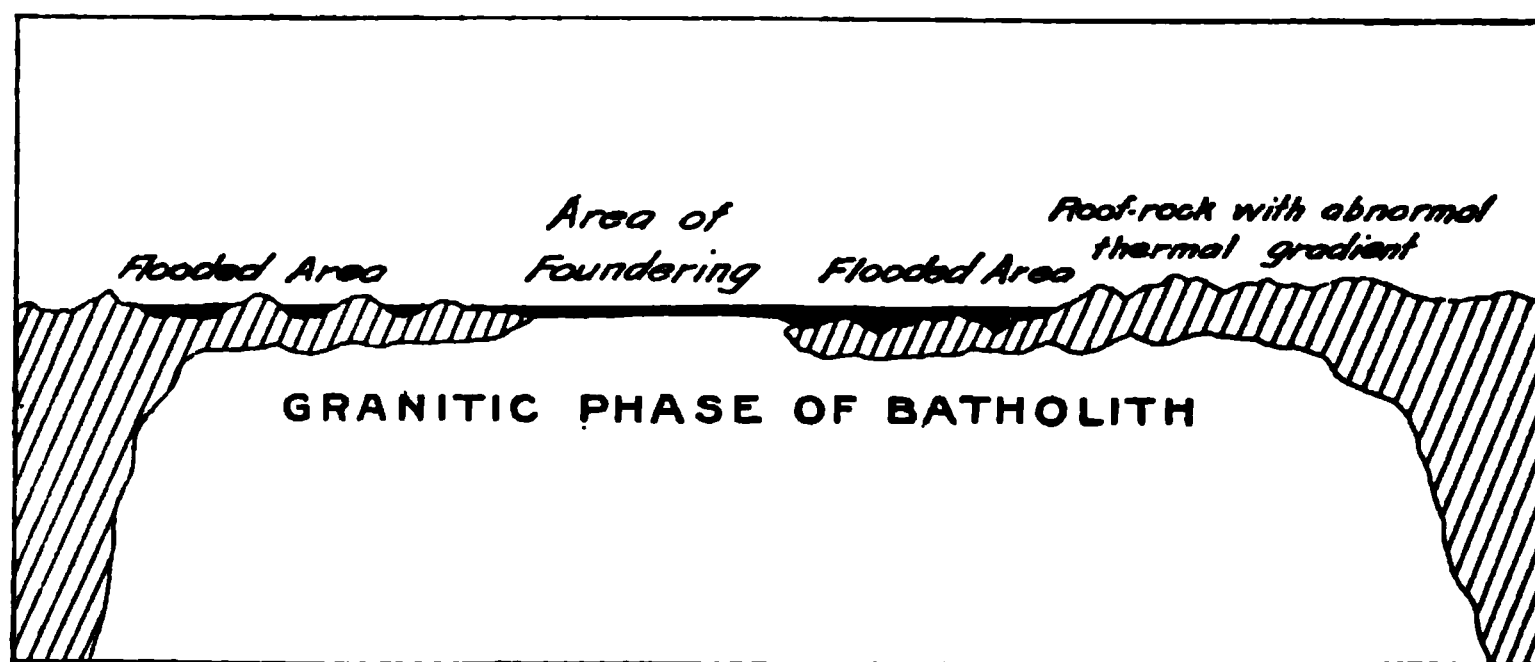 Flooded Area
Area of
Foundering
Flooded Area
Roof-rock with abnormal
thermal gradient
GRANITIC PHASE OF BATHOLITH